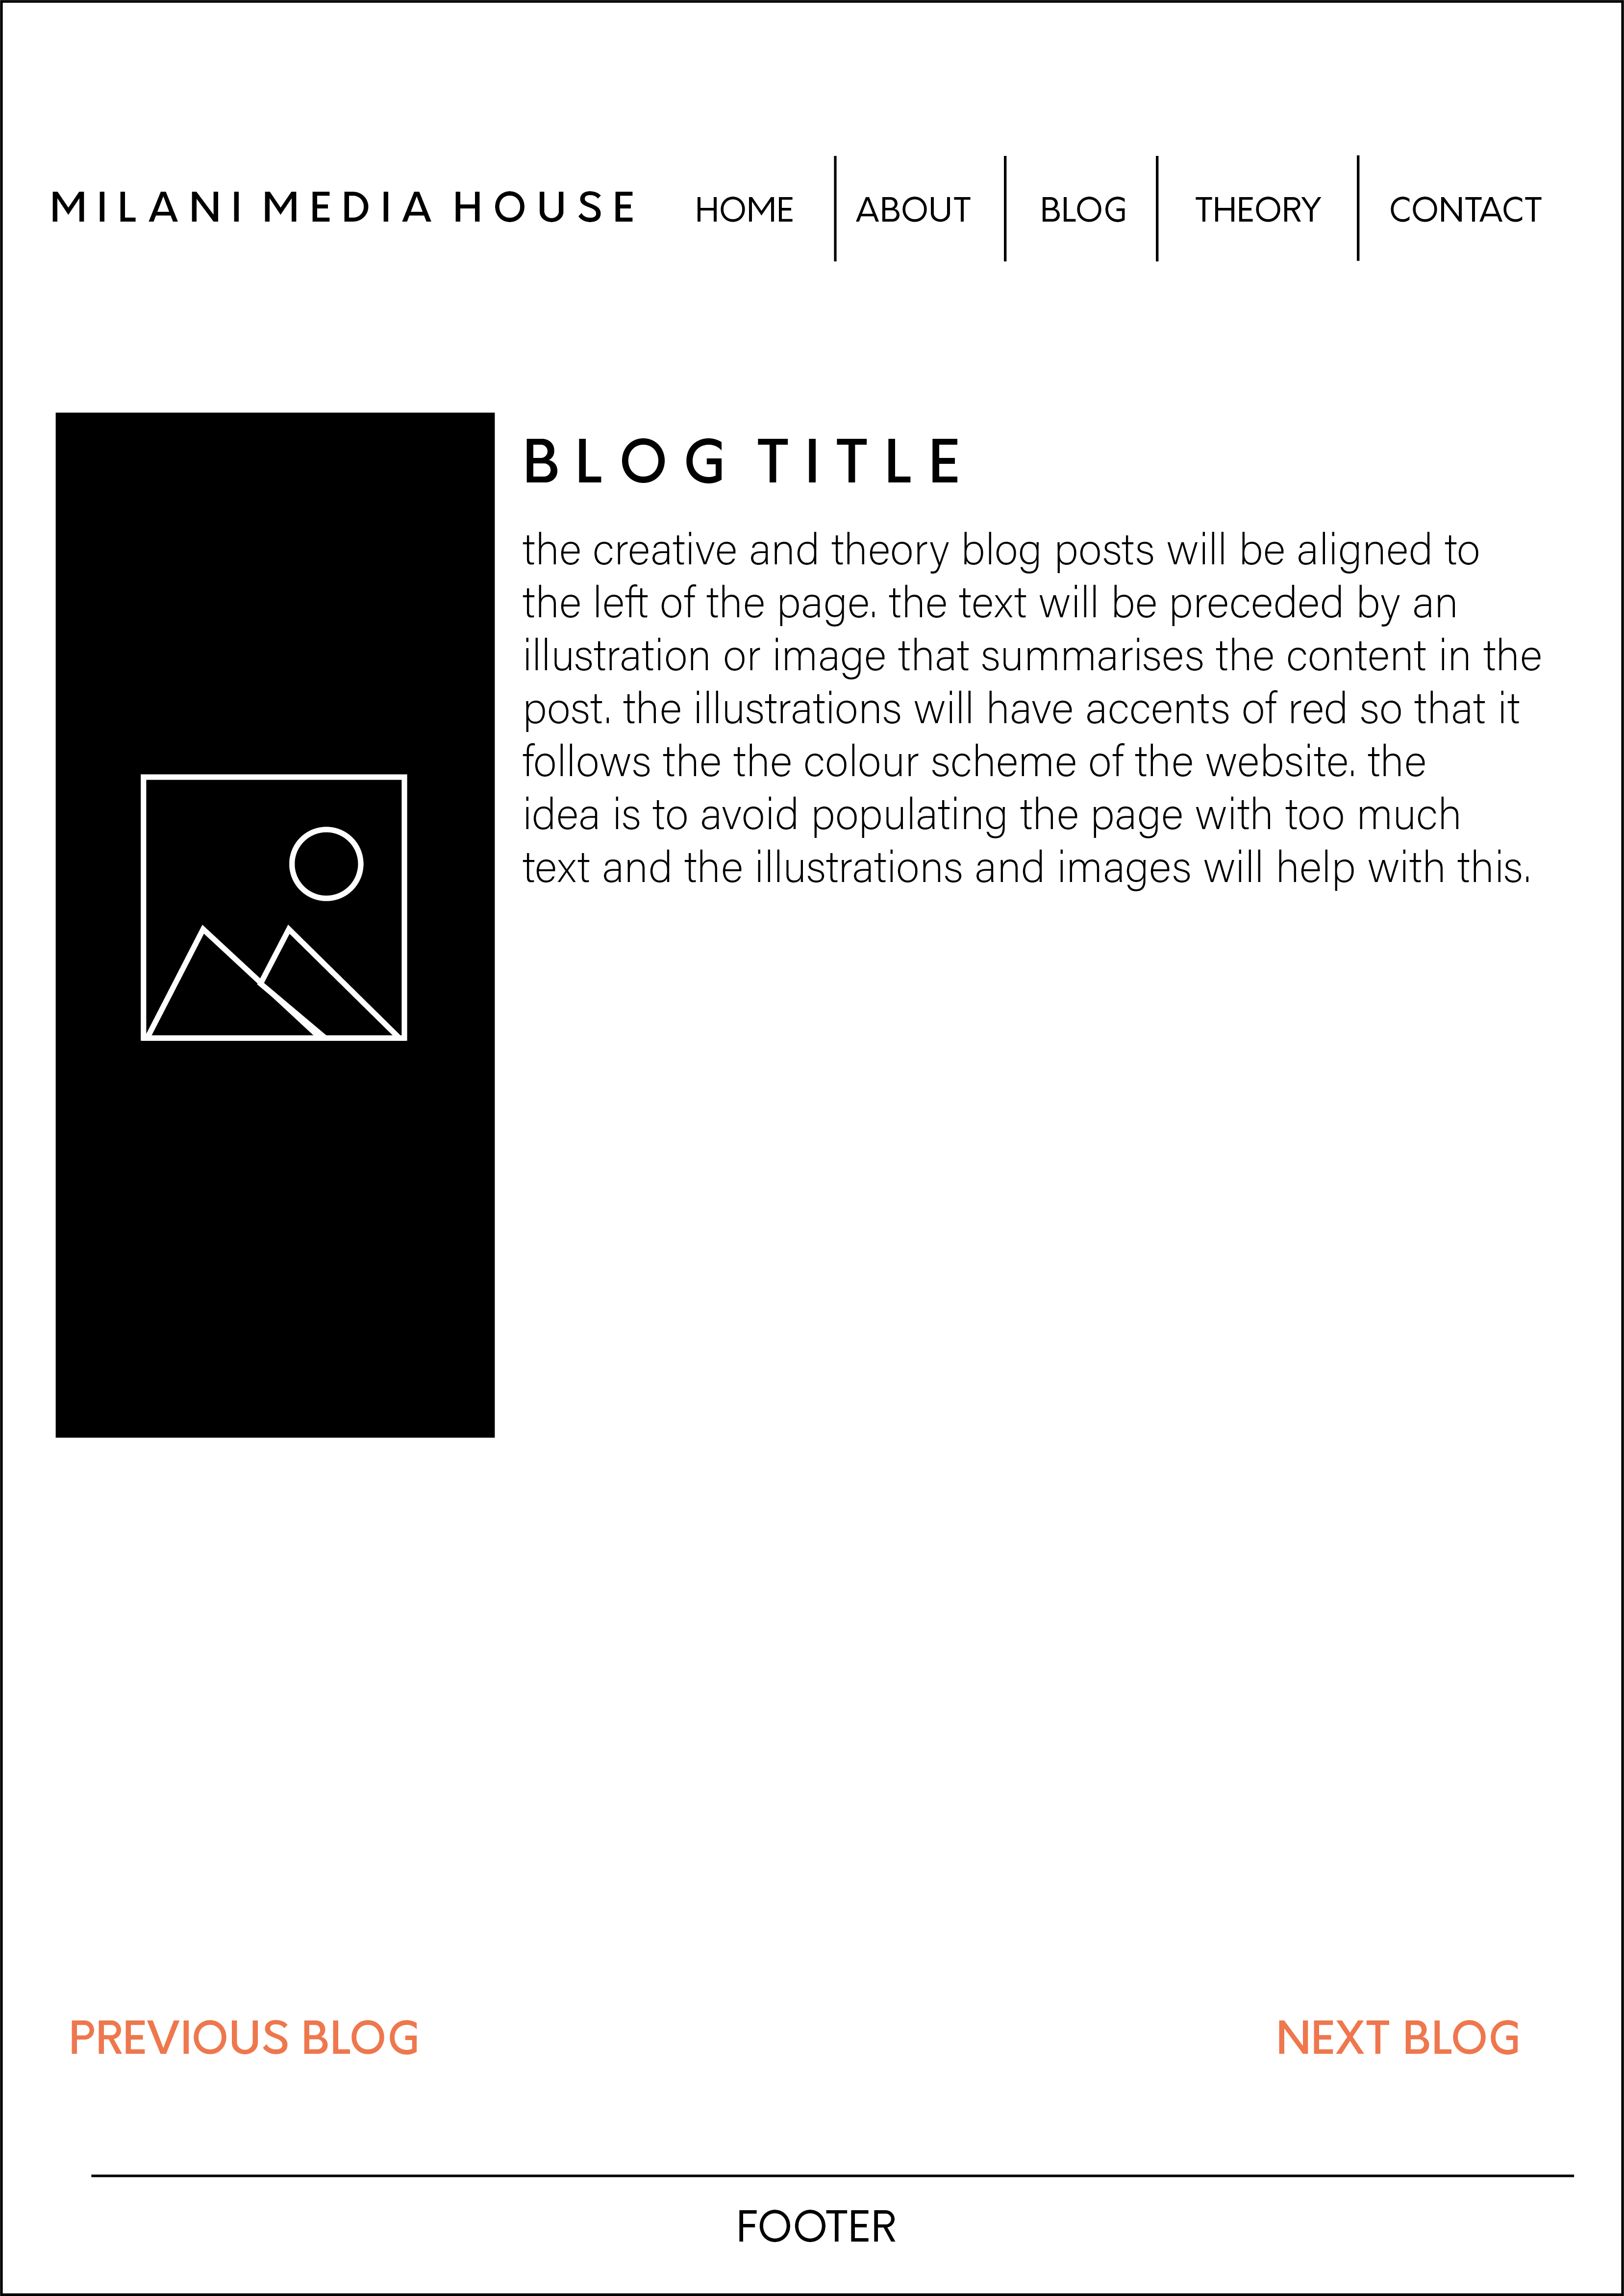 MILANI MEDIA HOUSE HOME ABOUT BLOG THEORY CONTACT
BLOG TITLE
the creative and theory blog posts will be aligned to
the left of the page. the text will be preceded by an
illustration or image that summarises the content in the
post. the illustrations will have accents of red so that it
follows the the colour scheme of the website. the
idea is to avoid populating the page with too much
text and the illustrations and images will help with this.
PREVIOUS BLOG NEXT BLOG
FOOTER